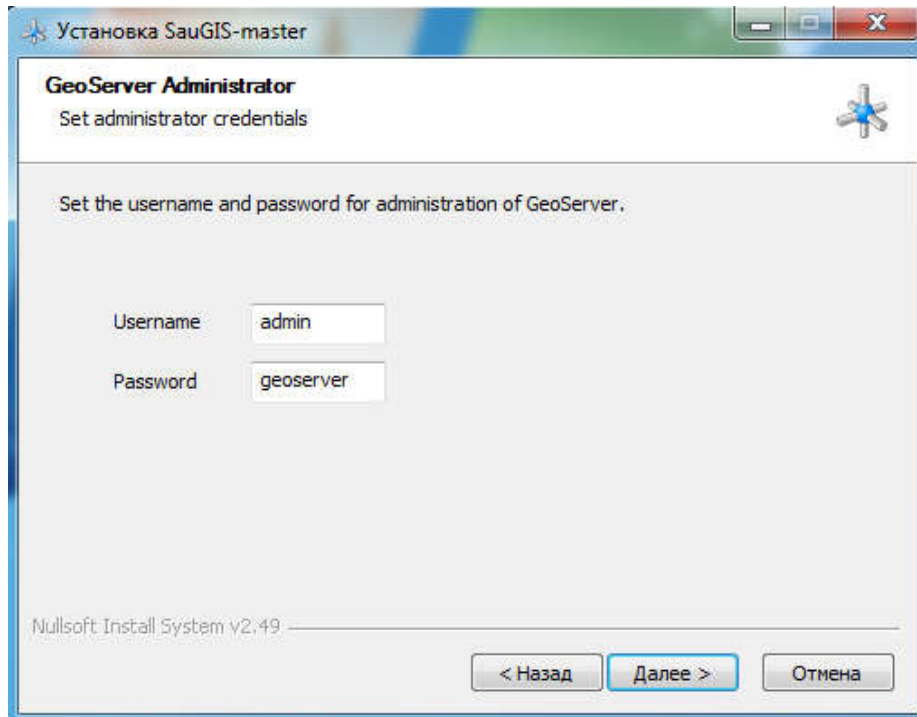 Установка SauGIS-master
GeoServer Administrator
Set administrator credentials
Set the username and password for administration of GeoServer.
Username admin
Password geoserver
Nullsoft Install System v2.49
< Назад Далее > Отмена